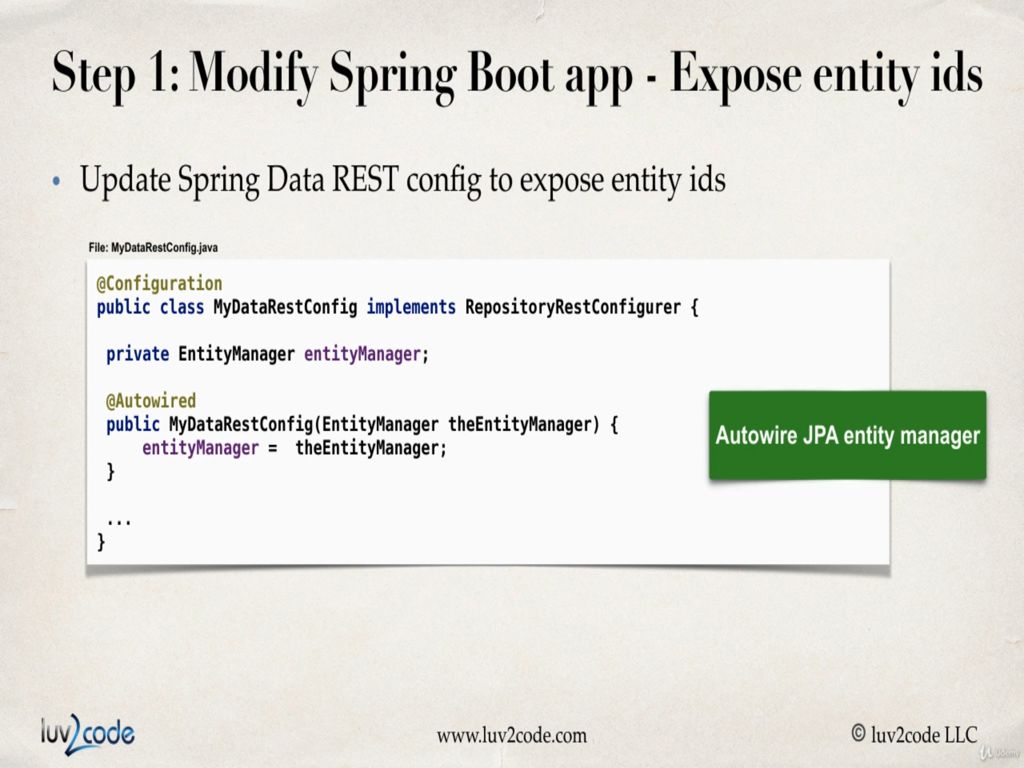 Step 1: Modify Spring Boot app - Expose entity ids
• Update Spring Data REST config to expose entity ids
File: MyDataRestConfig.java
@Configuration
public class MyDataRestConfig implements RepositoryRestConfigurer {
private EntityManager entityManager;
@Autowired
public MyDataRestConfig(EntityManager theEntityManager) {
entityManager = theEntityManager;
}
...
}
Autowire JPA entity manager
luv2code
www.luv2code.com
© luv2code LLC
Udemy